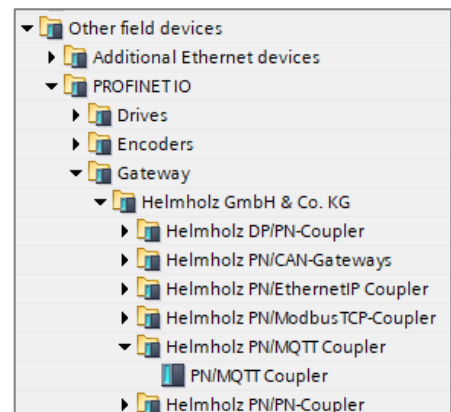 Other field devices
Additional Ethernet devices
PROFINET IO
Drives
Encoders
Gateway
Helmholz GmbH & Co. KG
Helmholz DP/PN-Coupler
Helmholz PN/CAN-Gateways
Helmholz PN/EthernetIP Coupler
Helmholz PN/ModbusTCP-Coupler
Helmholz PN/MQTT Coupler
PN/MQTT Coupler
Helmholz PN/PN-Coupler